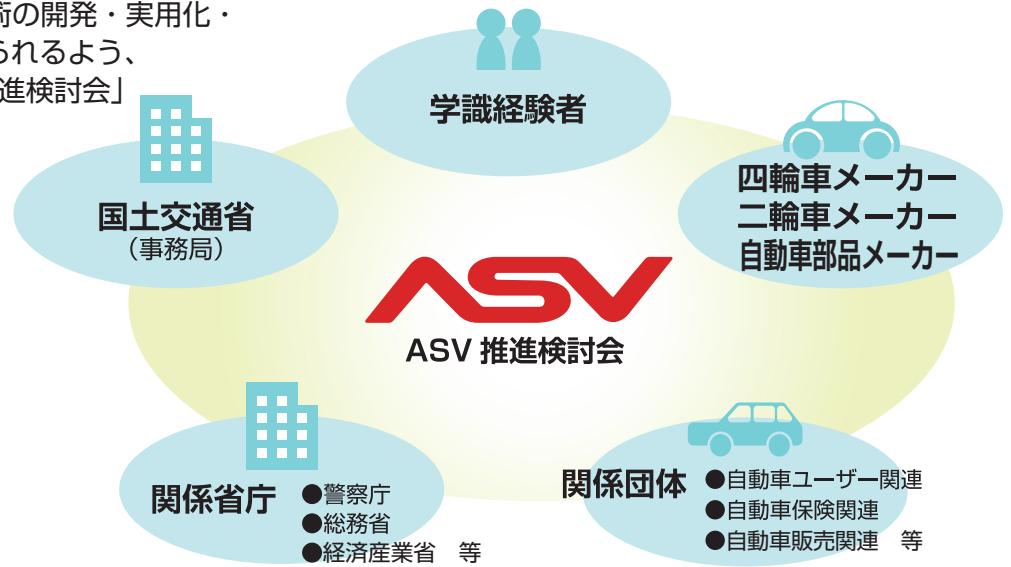 術の開発・実用化・
られるよう、
進検討会」
学識経験者
国土交通省
（事務局）
四輪車メーカー
二輪車メーカー
自動車部品メーカー
ASV
ASV 推進検討会
関係省庁
●警察庁
●総務省
●経済産業省　等
関係団体
●自動車ユーザー関連
●自動車保険関連
●自動車販売関連　等